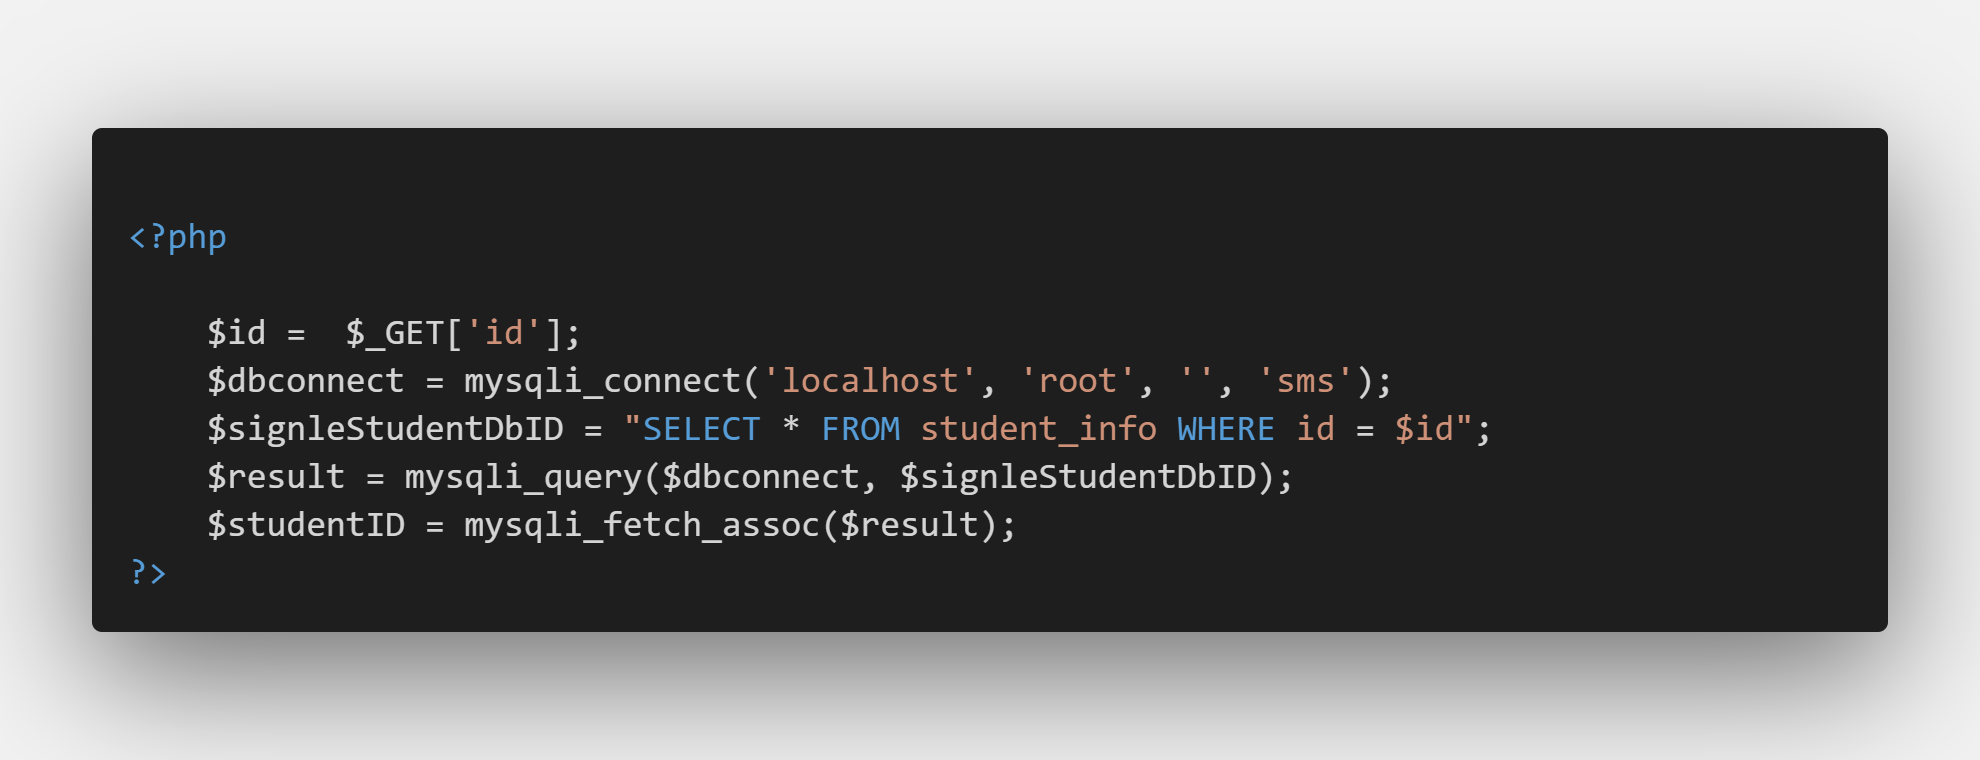 <?php
$id =  $_GET['id'];
$dbconnect = mysqli_connect('localhost', 'root', '', 'sms');
$signleStudentDbID = "SELECT * FROM student_info WHERE id = $id";
$result = mysqli_query($dbconnect, $signleStudentDbID);
$studentID = mysqli_fetch_assoc($result);
?>